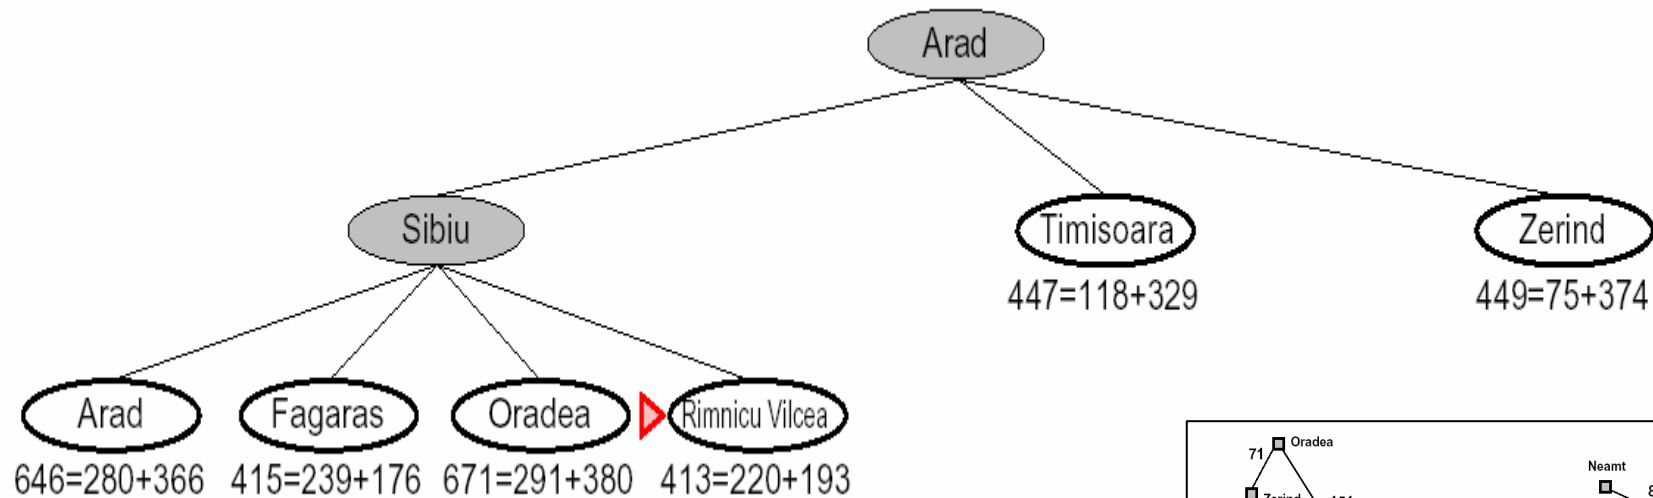 Arad
Sibiu
Timisoara
Zerind
447=118+329
449=75+374
Arad
Fagaras
Oradea
Rimnicu Vilcea
646=280+366
415=239+176
671=291+380
413=220+193
Oradea
71
Neamt
Zerind